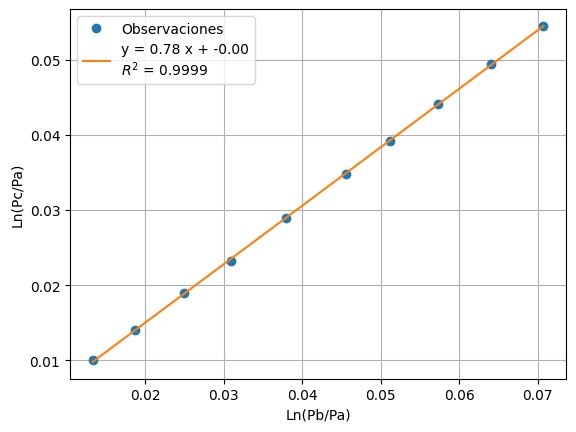 Observaciones
y = 0.78 x + -0.00
R² = 0.9999
Ln(Pc/Pa)
0.05
0.04
0.03
0.02
0.01
0.02 0.03 0.04 0.05 0.06 0.07
Ln(Pb/Pa)